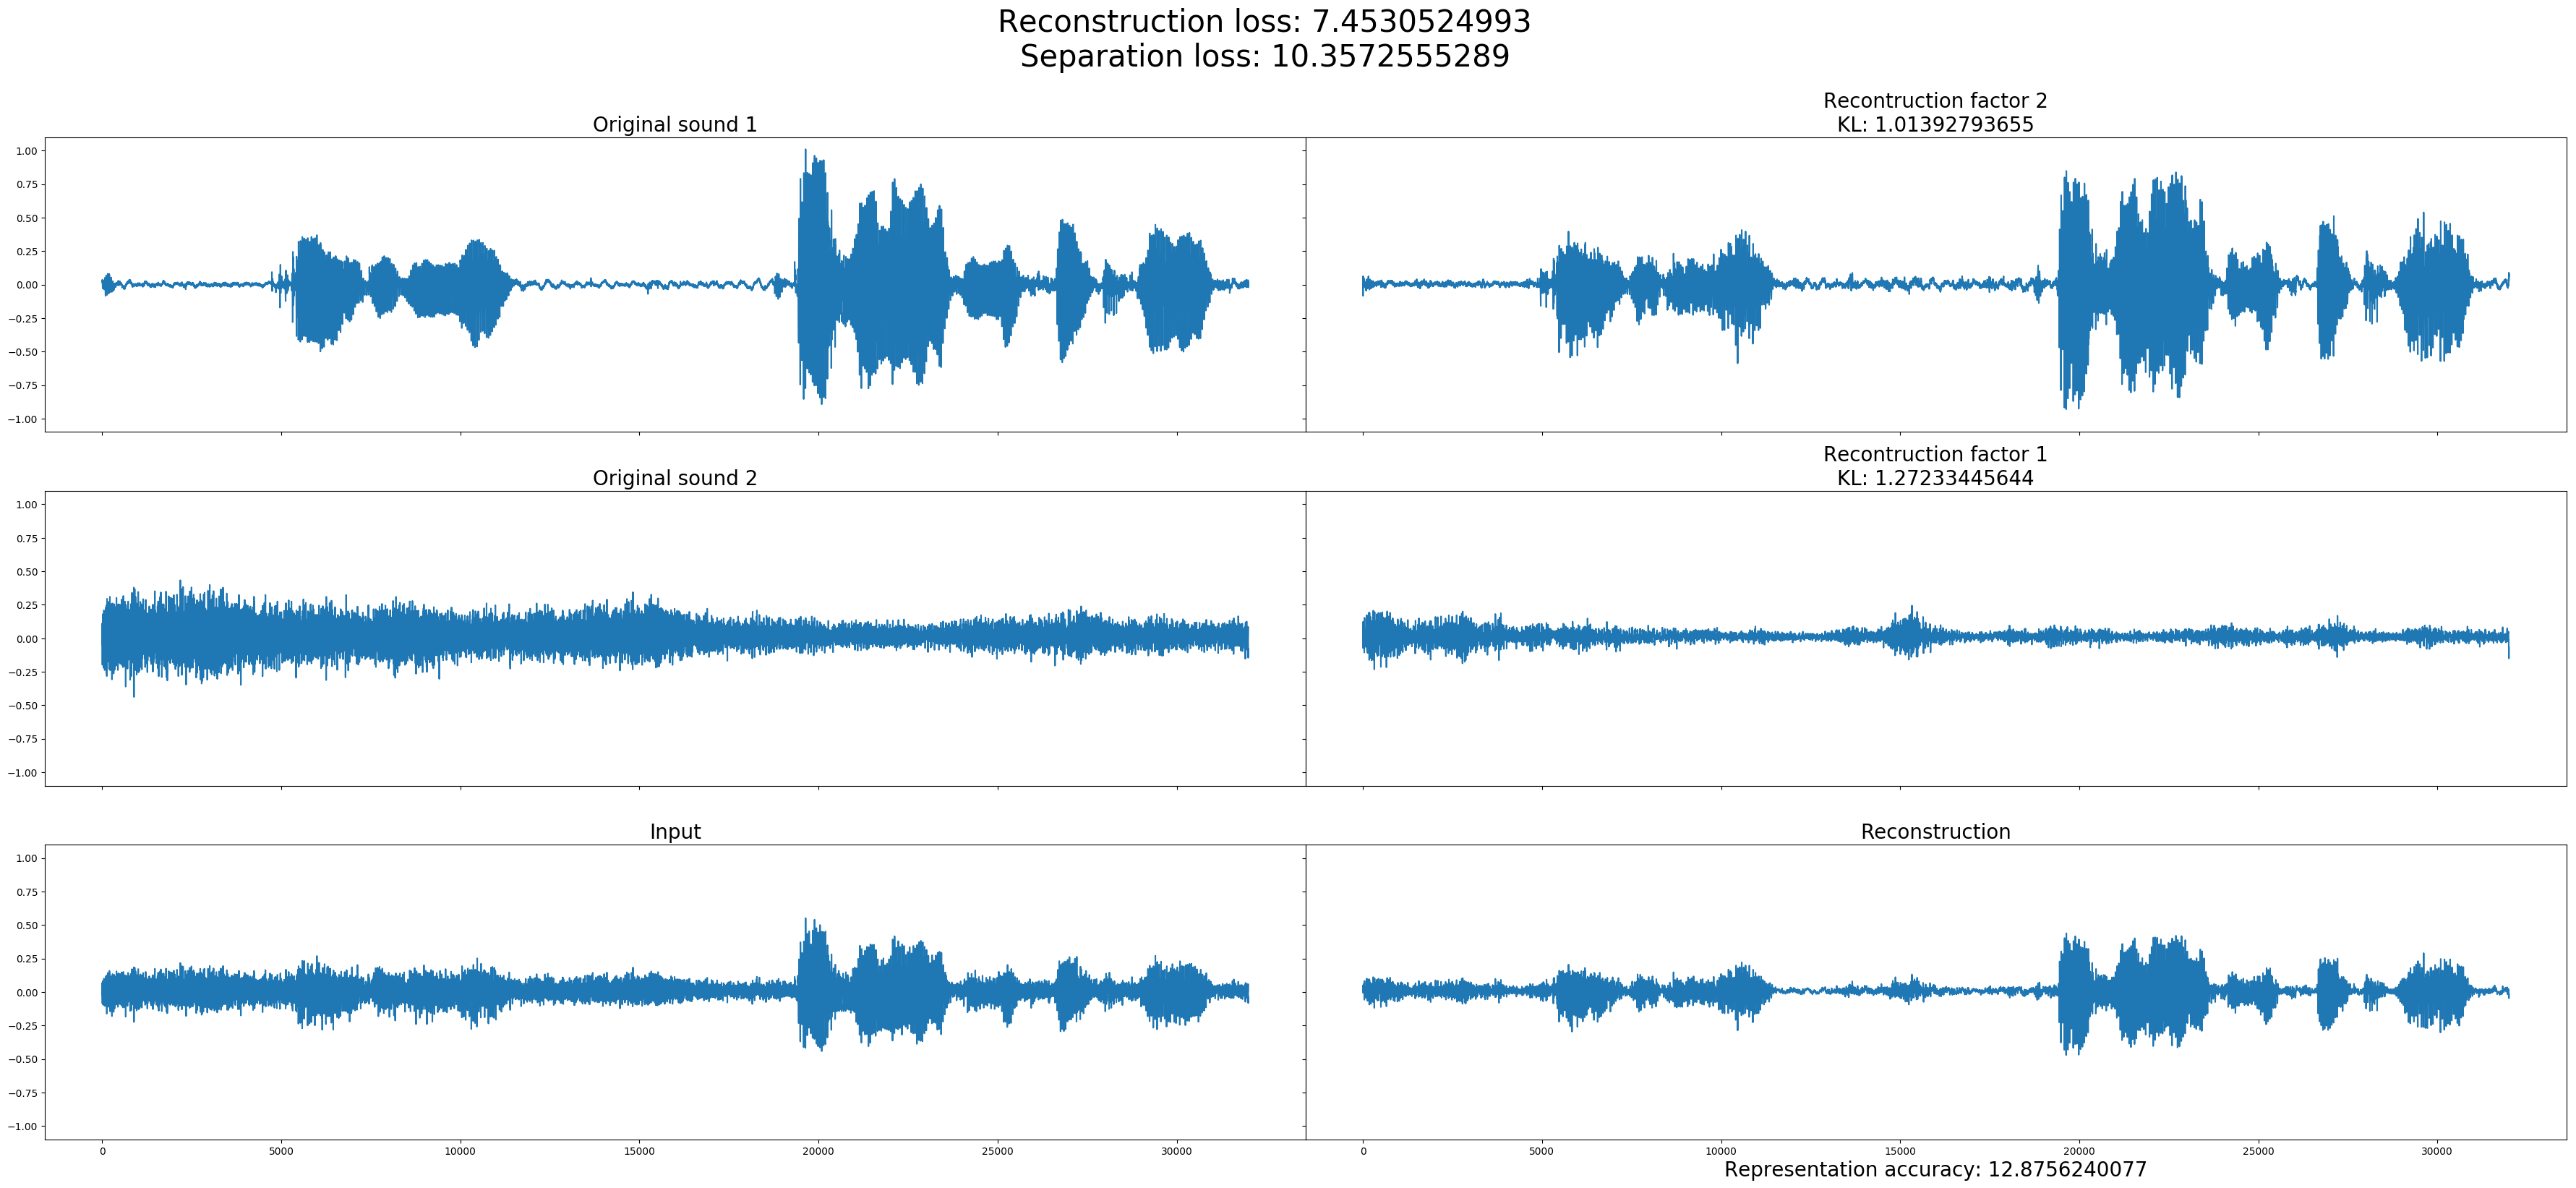 Reconstruction loss: 7.4530524993
Separation loss: 10.3572555289
Original sound 1
Recontruction factor 2
KL: 1.01392793655
1.00
0.75
0.50
0.25
0.00
−0.25
−0.50
−0.75
−1.00
Original sound 2
Recontruction factor 1
KL: 1.27233445644
1.00
0.75
0.50
0.25
0.00
−0.25
−0.50
−0.75
−1.00
Input
Reconstruction
1.00
0.75
0.50
0.25
0.00
−0.25
−0.50
−0.75
−1.00
0 5000 10000 15000 20000 25000 30000
0 5000 10000 15000 20000 25000 30000
Representation accuracy: 12.8756240077